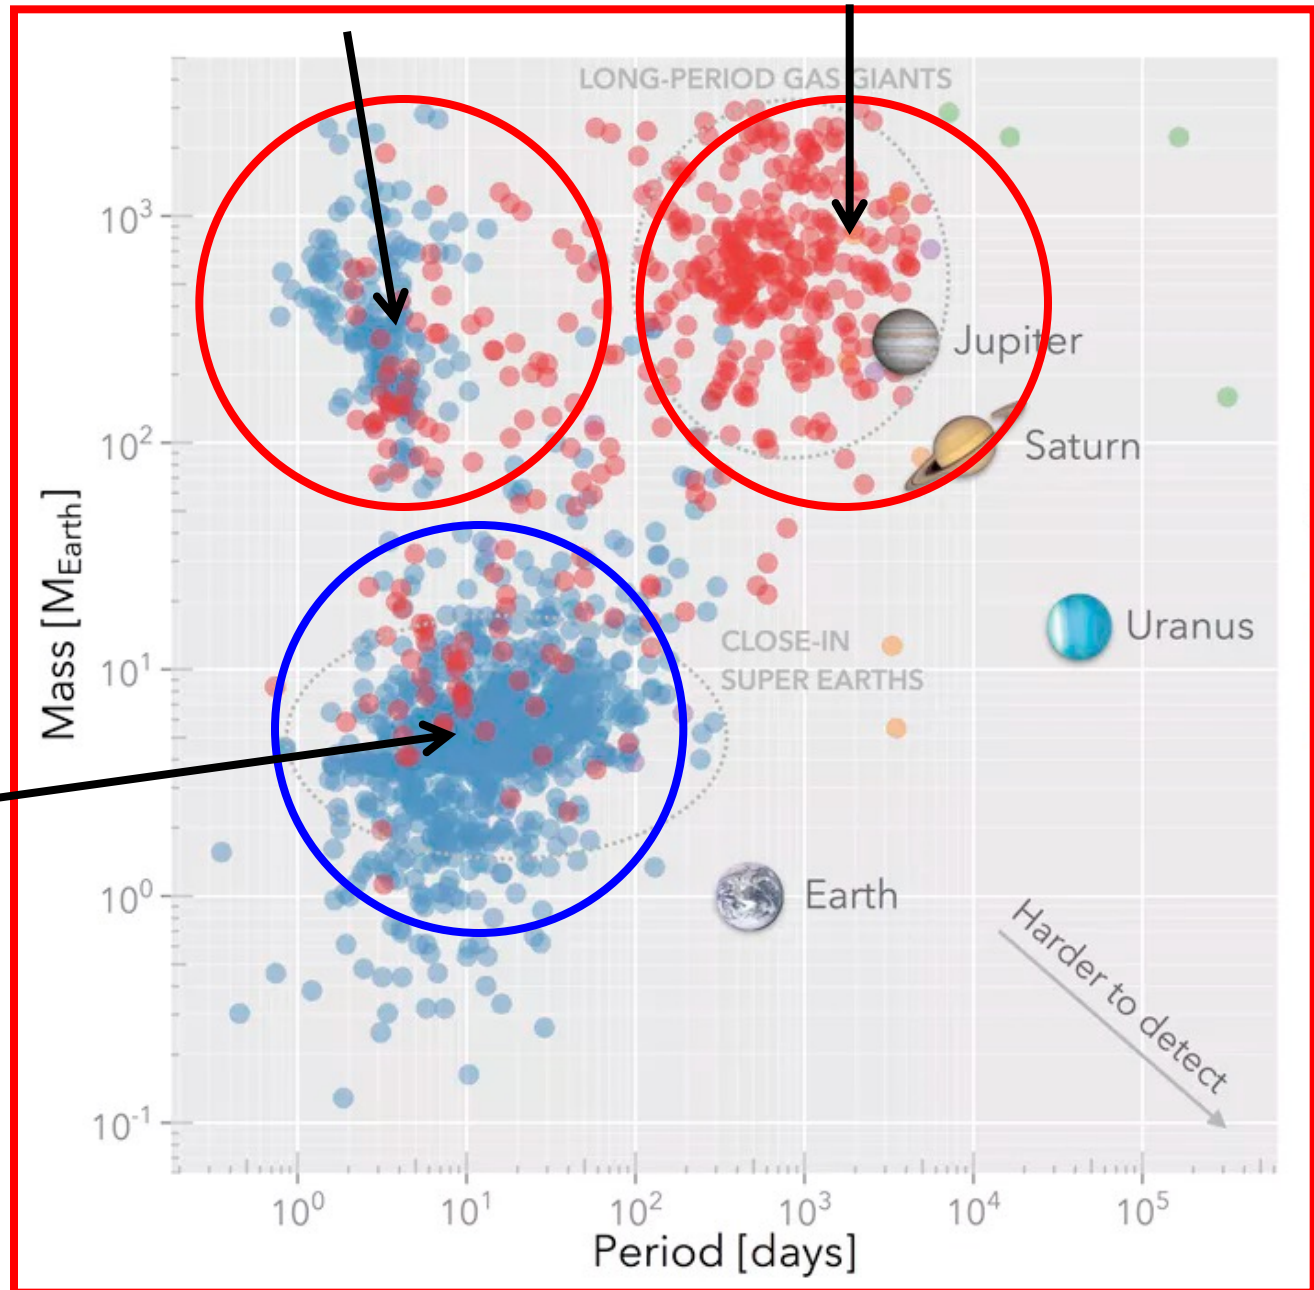 LONG-PERIOD GAS GIANTS
10³
Jupiter
10²
Saturn
Mass [M_Earth]
Uranus
CLOSE-IN
SUPER EARTHS
10¹
10⁰
Earth
Harder to detect
10⁻¹
10⁰ 10¹ 10² 10³ 10⁴ 10⁵
Period [days]